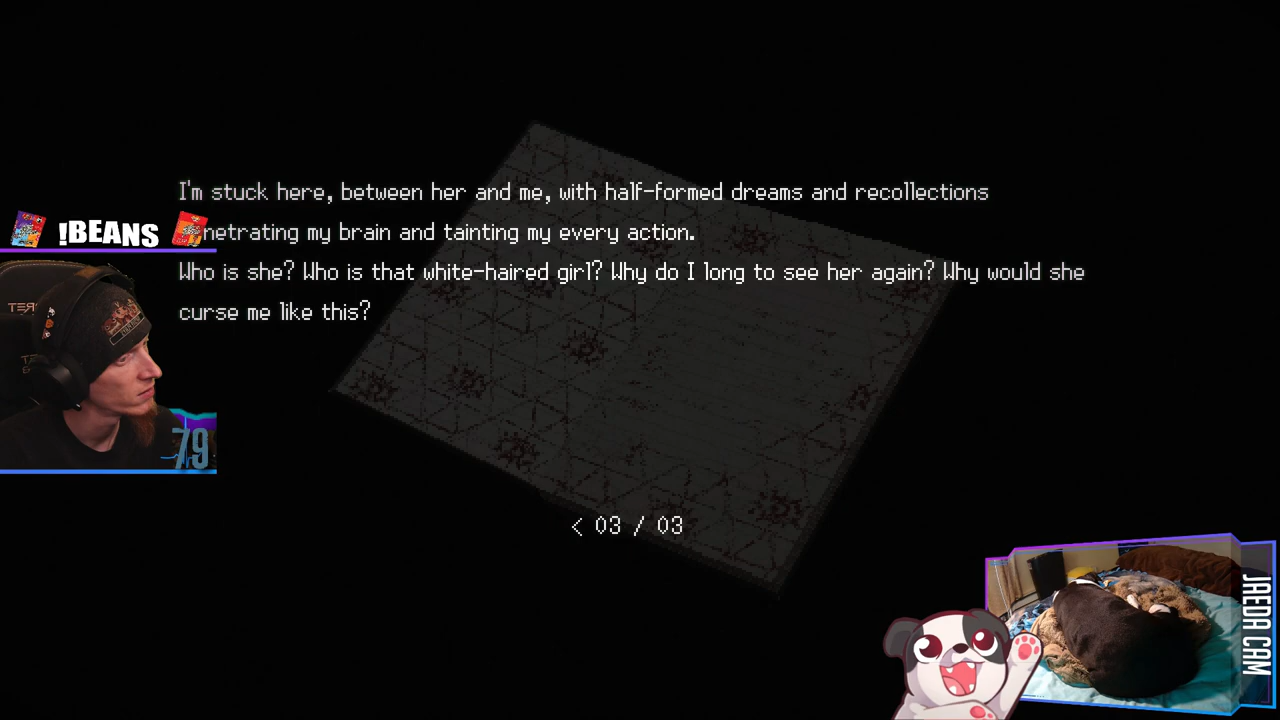 I'm stuck here, between her and me, with half-formed dreams and recollections
netrating my brain and tainting my every action.
Who is she? Who is that white-haired girl? Why do I long to see her again? Why would she
curse me like this?
!BEANS
79
< 03 / 03
JAEDA CAM